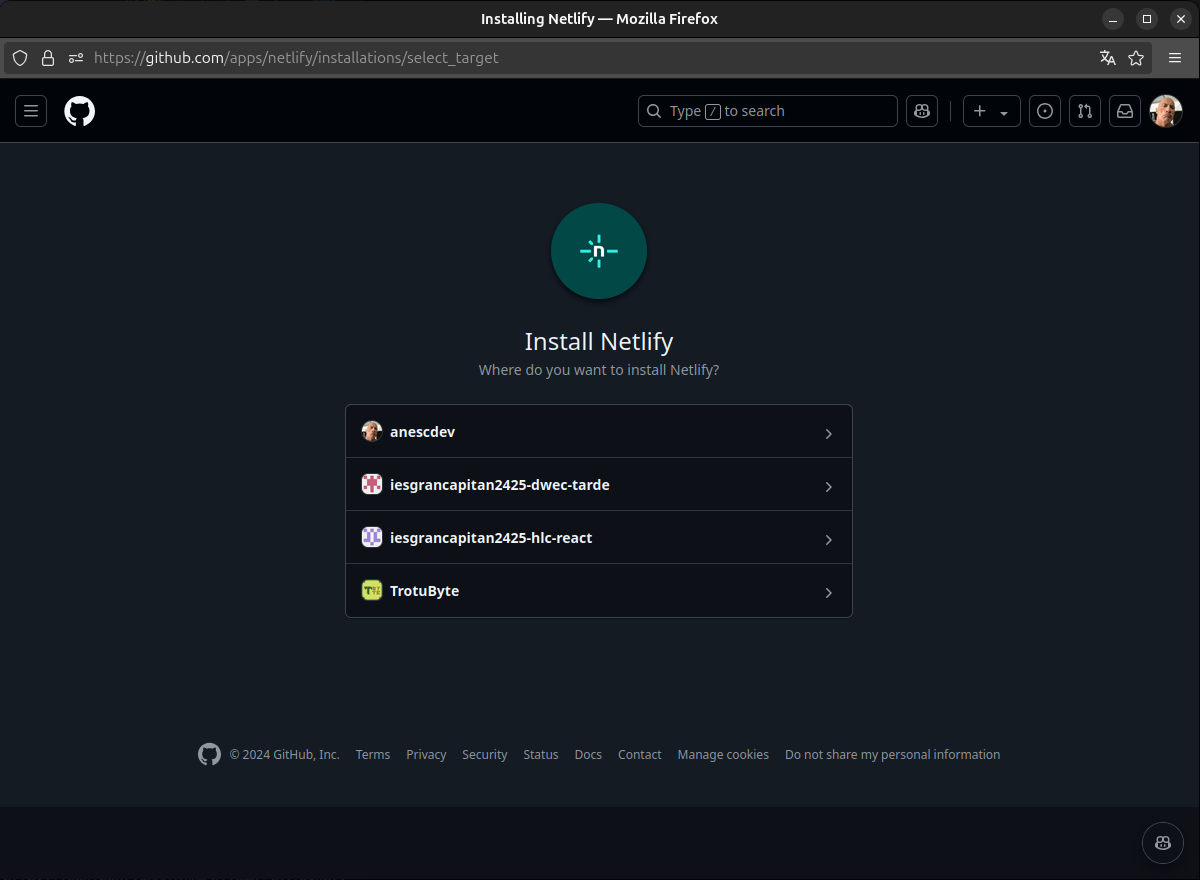 Installing Netlify — Mozilla Firefox
https://github.com/apps/netlify/installations/select_target
Type / to search
n
Install Netlify
Where do you want to install Netlify?
anescdev
iesgrancapitan2425-dwec-tarde
iesgrancapitan2425-hlc-react
TrotuByte
© 2024 GitHub, Inc. Terms Privacy Security Status Docs Contact Manage cookies Do not share my personal information